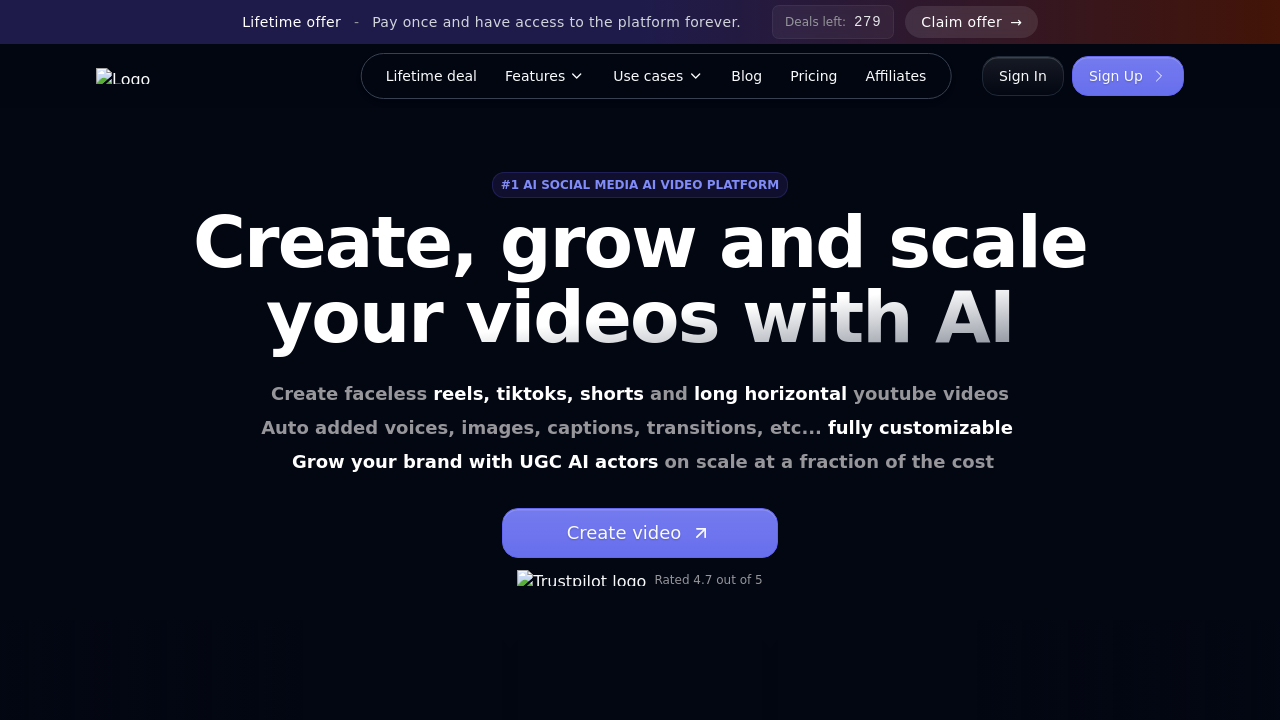 Lifetime offer - Pay once and have access to the platform forever. Deals left: 279 Claim offer →
Logo Lifetime deal Features Use cases Blog Pricing Affiliates Sign In Sign Up
#1 AI SOCIAL MEDIA AI VIDEO PLATFORM
Create, grow and scale
your videos with AI
Create faceless reels, tiktoks, shorts and long horizontal youtube videos
Auto added voices, images, captions, transitions, etc... fully customizable
Grow your brand with UGC AI actors on scale at a fraction of the cost
Create video
Trustpilot logo Rated 4.7 out of 5